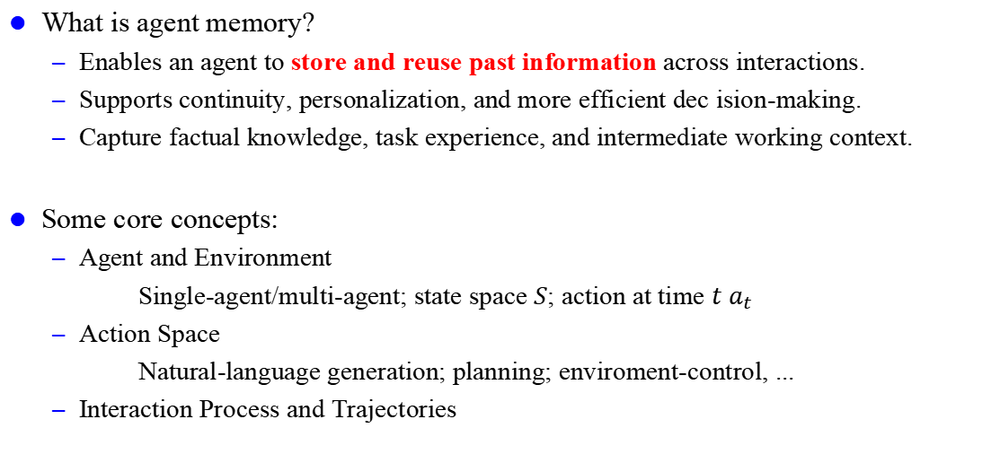 ● What is agent memory?
– Enables an agent to store and reuse past information across interactions.
– Supports continuity, personalization, and more efficient dec ision-making.
– Capture factual knowledge, task experience, and intermediate working context.
● Some core concepts:
– Agent and Environment
Single-agent/multi-agent; state space S; action at time t aₜ
– Action Space
Natural-language generation; planning; enviroment-control, ...
– Interaction Process and Trajectories